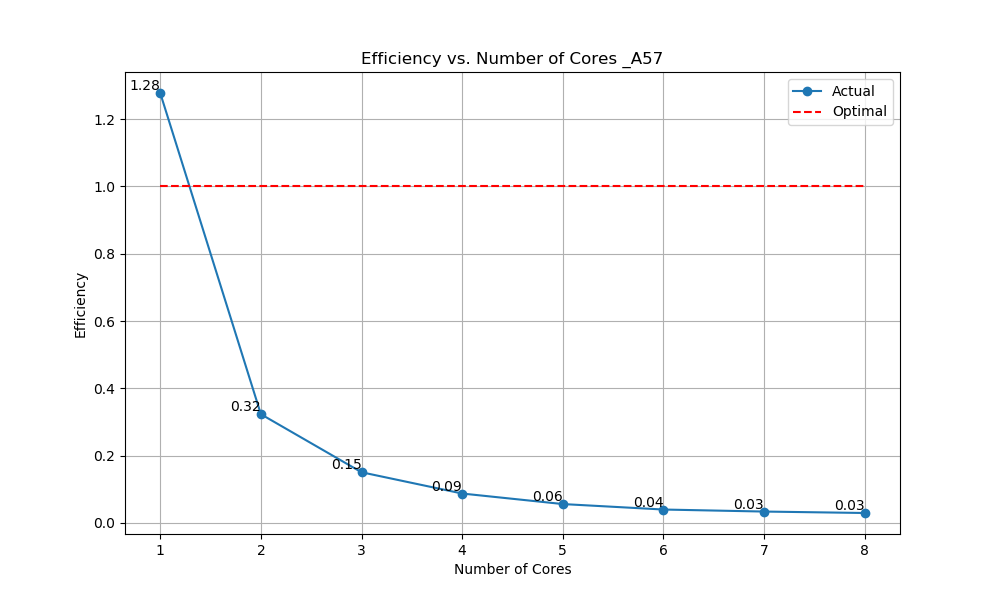 Efficiency vs. Number of Cores _A57
Actual
Optimal
1.28
0.32
0.15
0.09
0.06
0.04
0.03
0.03
1.2
1.0
0.8
0.6
0.4
0.2
0.0
Efficiency
1 2 3 4 5 6 7 8
Number of Cores